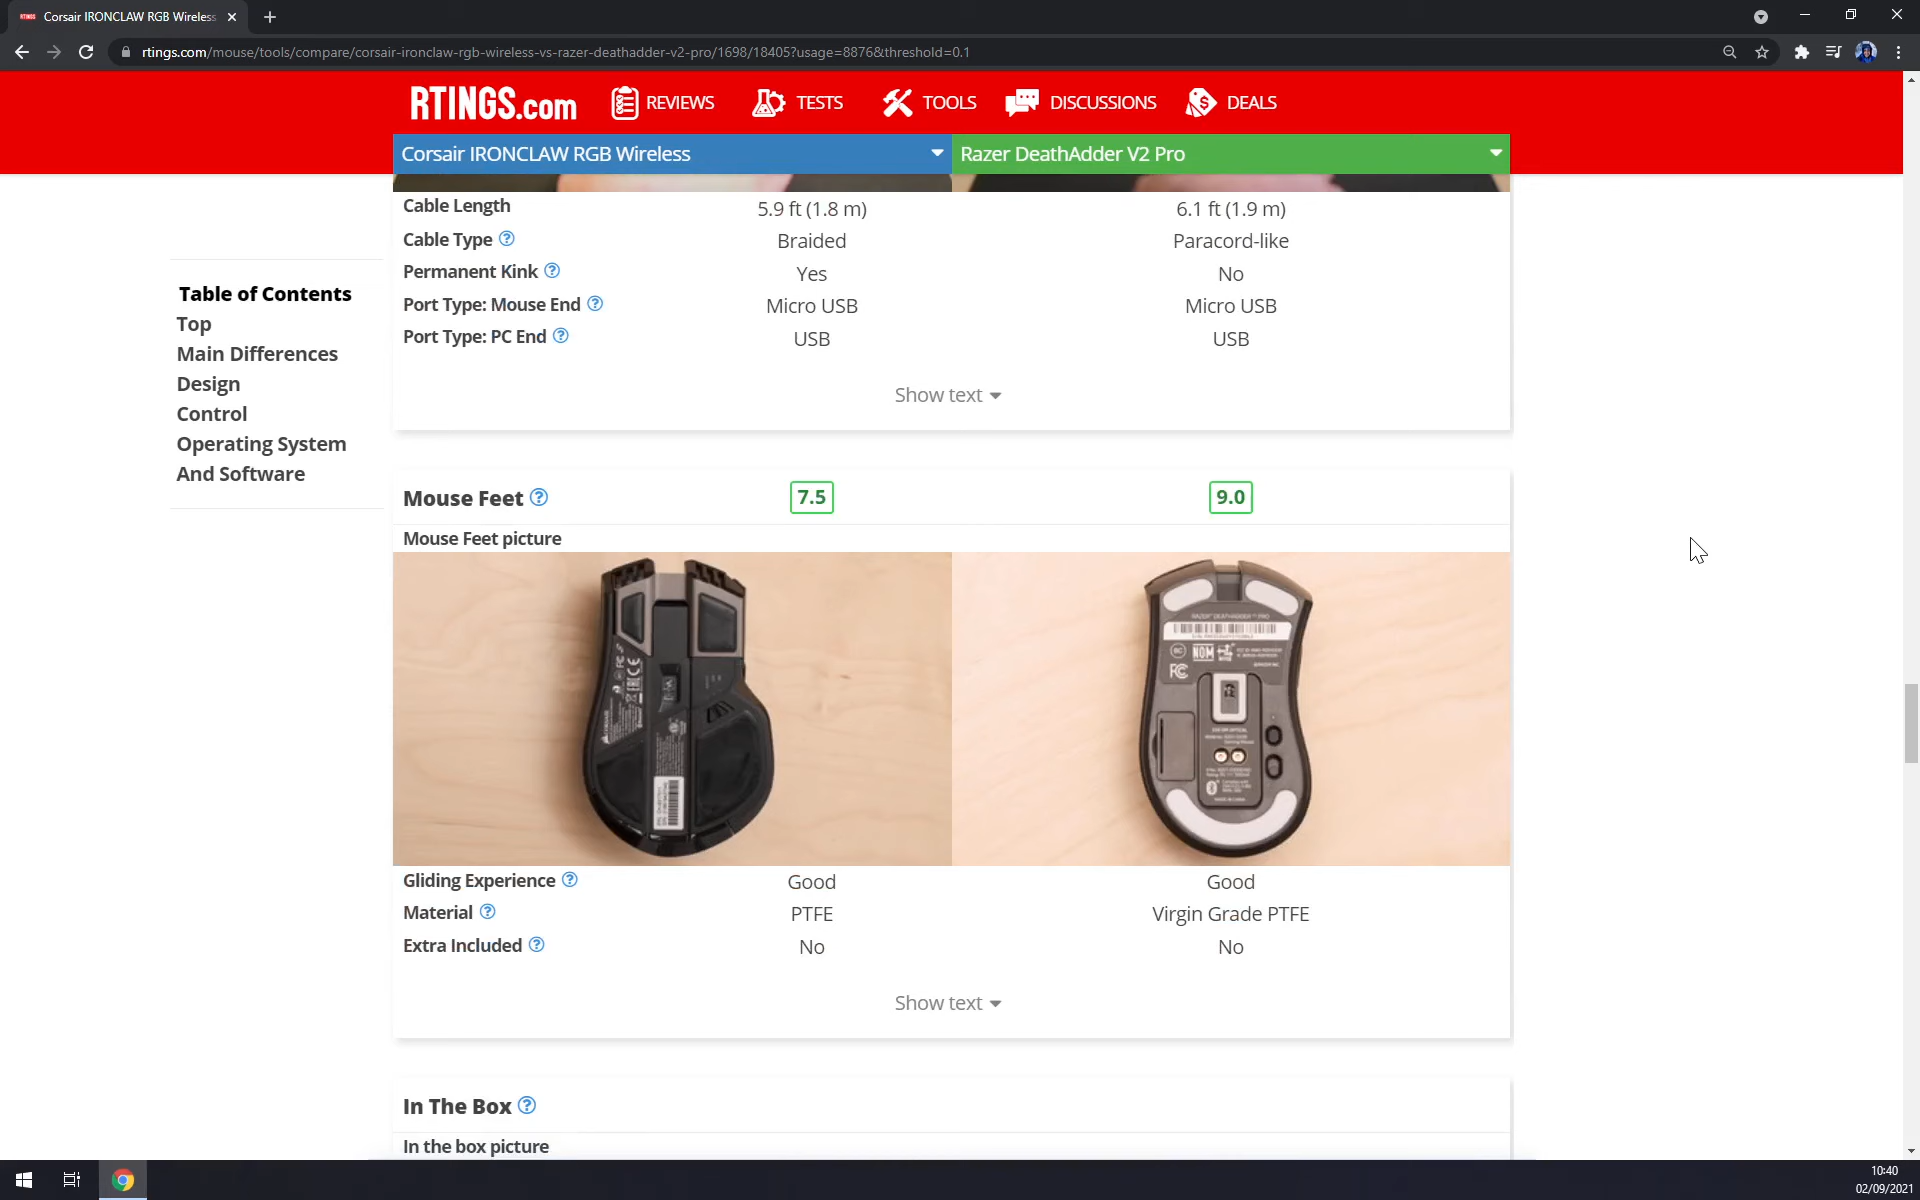 Corsair IRONCLAW RGB Wireless
rtings.com/mouse/tools/compare/corsair-ironclaw-rgb-wireless-vs-razer-deathadder-v2-pro/1698/18405?usage=8876&threshold=0.1
RTINGS.com REVIEWS TESTS TOOLS DISCUSSIONS DEALS
Corsair IRONCLAW RGB Wireless Razer DeathAdder V2 Pro
Cable Length 5.9 ft (1.8 m) 6.1 ft (1.9 m)
Cable Type Braided Paracord-like
Permanent Kink Yes No
Port Type: Mouse End Micro USB Micro USB
Port Type: PC End USB USB
Show text
Table of Contents
Top
Main Differences
Design
Control
Operating System
And Software
Mouse Feet 7.5 9.0
Mouse Feet picture
NOM
FC
Gliding Experience Good Good
Material PTFE Virgin Grade PTFE
Extra Included No No
Show text
In The Box
In the box picture
10:40
02/09/2021